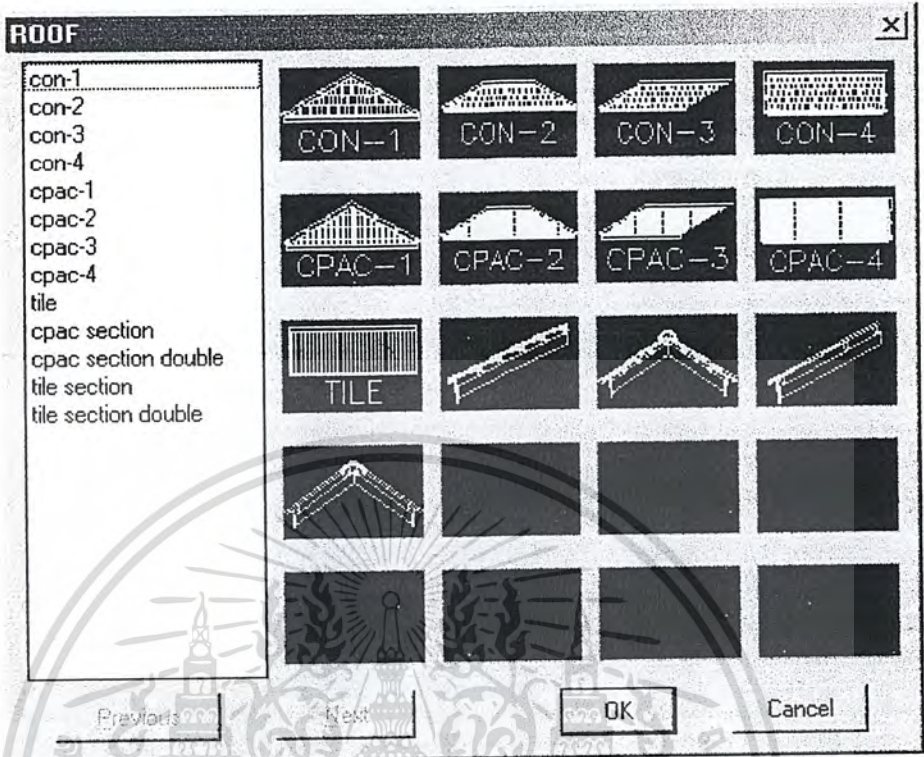 ROOF
con-1
con-2
con-3
con-4
cpac-1
cpac-2
cpac-3
cpac-4
tile
cpac section
cpac section double
tile section
tile section double
CON-1 CON-2 CON-3 CON-4
CPAC-1 CPAC-2 CPAC-3 CPAC-4
TILE
Previous Next OK Cancel